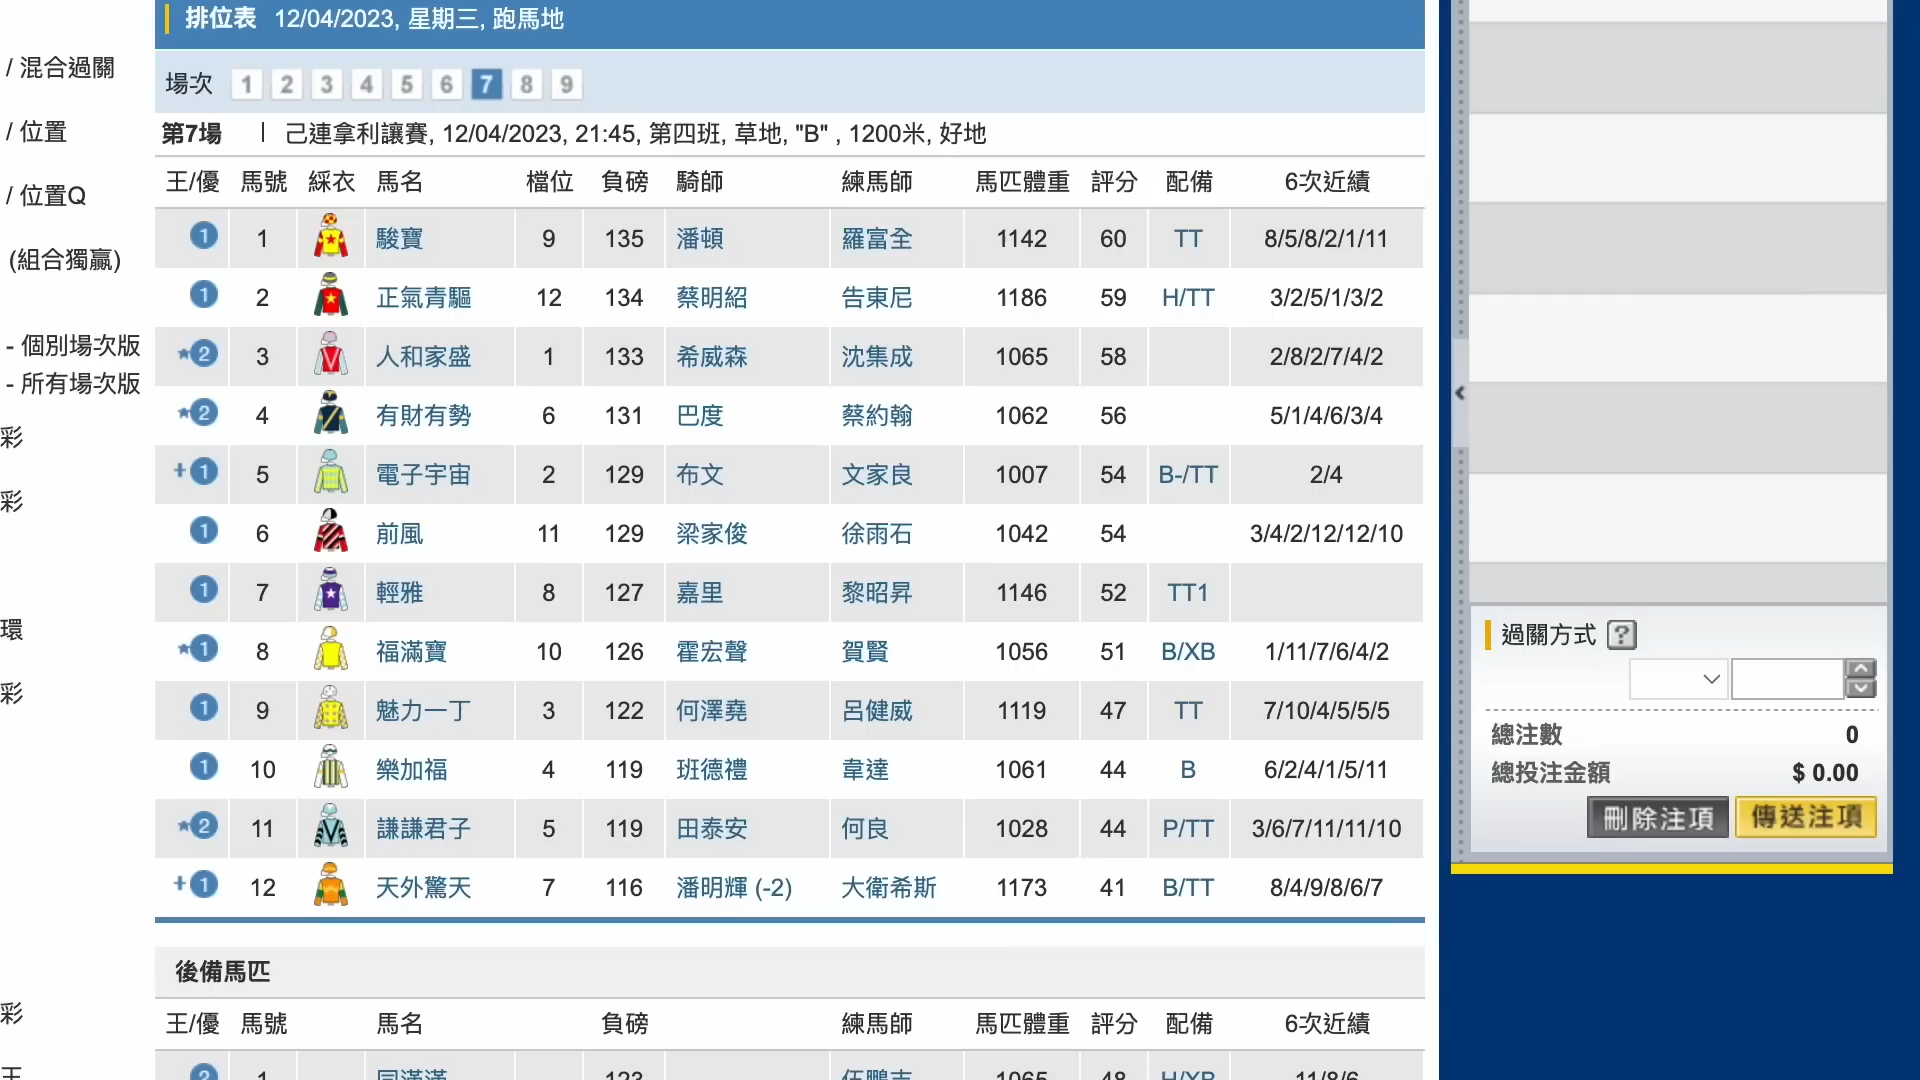 排位表 12/04/2023, 星期三, 跑馬地
/ 混合過關
/ 位置
/ 位置Q
(組合獨贏)
- 個別場次版
- 所有場次版
彩
彩
環
彩
彩
王
場次 1 2 3 4 5 6 7 8 9
第7場 | 己連拿利讓賽, 12/04/2023, 21:45, 第四班, 草地, "B" , 1200米, 好地
王/優 馬號 綵衣 馬名 檔位 負磅 騎師 練馬師 馬匹體重 評分 配備 6次近績
1 1 駿寶 9 135 潘頓 羅富全 1142 60 TT 8/5/8/2/1/11
1 2 正氣青驅 12 134 蔡明紹 告東尼 1186 59 H/TT 3/2/5/1/3/2
★2 3 人和家盛 1 133 希威森 沈集成 1065 58 2/8/2/7/4/2
★2 4 有財有勢 6 131 巴度 蔡約翰 1062 56 5/1/4/6/3/4
+1 5 電子宇宙 2 129 布文 文家良 1007 54 B-/TT 2/4
1 6 前風 11 129 梁家俊 徐雨石 1042 54 3/4/2/12/12/10
1 7 輕雅 8 127 嘉里 黎昭昇 1146 52 TT1
★1 8 福滿寶 10 126 霍宏聲 賀賢 1056 51 B/XB 1/11/7/6/4/2
1 9 魅力一丁 3 122 何澤堯 呂健威 1119 47 TT 7/10/4/5/5/5
1 10 樂加福 4 119 班德禮 韋達 1061 44 B 6/2/4/1/5/11
★2 11 謙謙君子 5 119 田泰安 何良 1028 44 P/TT 3/6/7/11/11/10
+1 12 天外驚天 7 116 潘明輝 (-2) 大衛希斯 1173 41 B/TT 8/4/9/8/6/7
後備馬匹
王/優 馬號 馬名 負磅 練馬師 馬匹體重 評分 配備 6次近績
2 1 123 1065 48 H/XB 11/8/6
過關方式 ?
總注數 0
總投注金額 $ 0.00
刪除注項 傳送注項